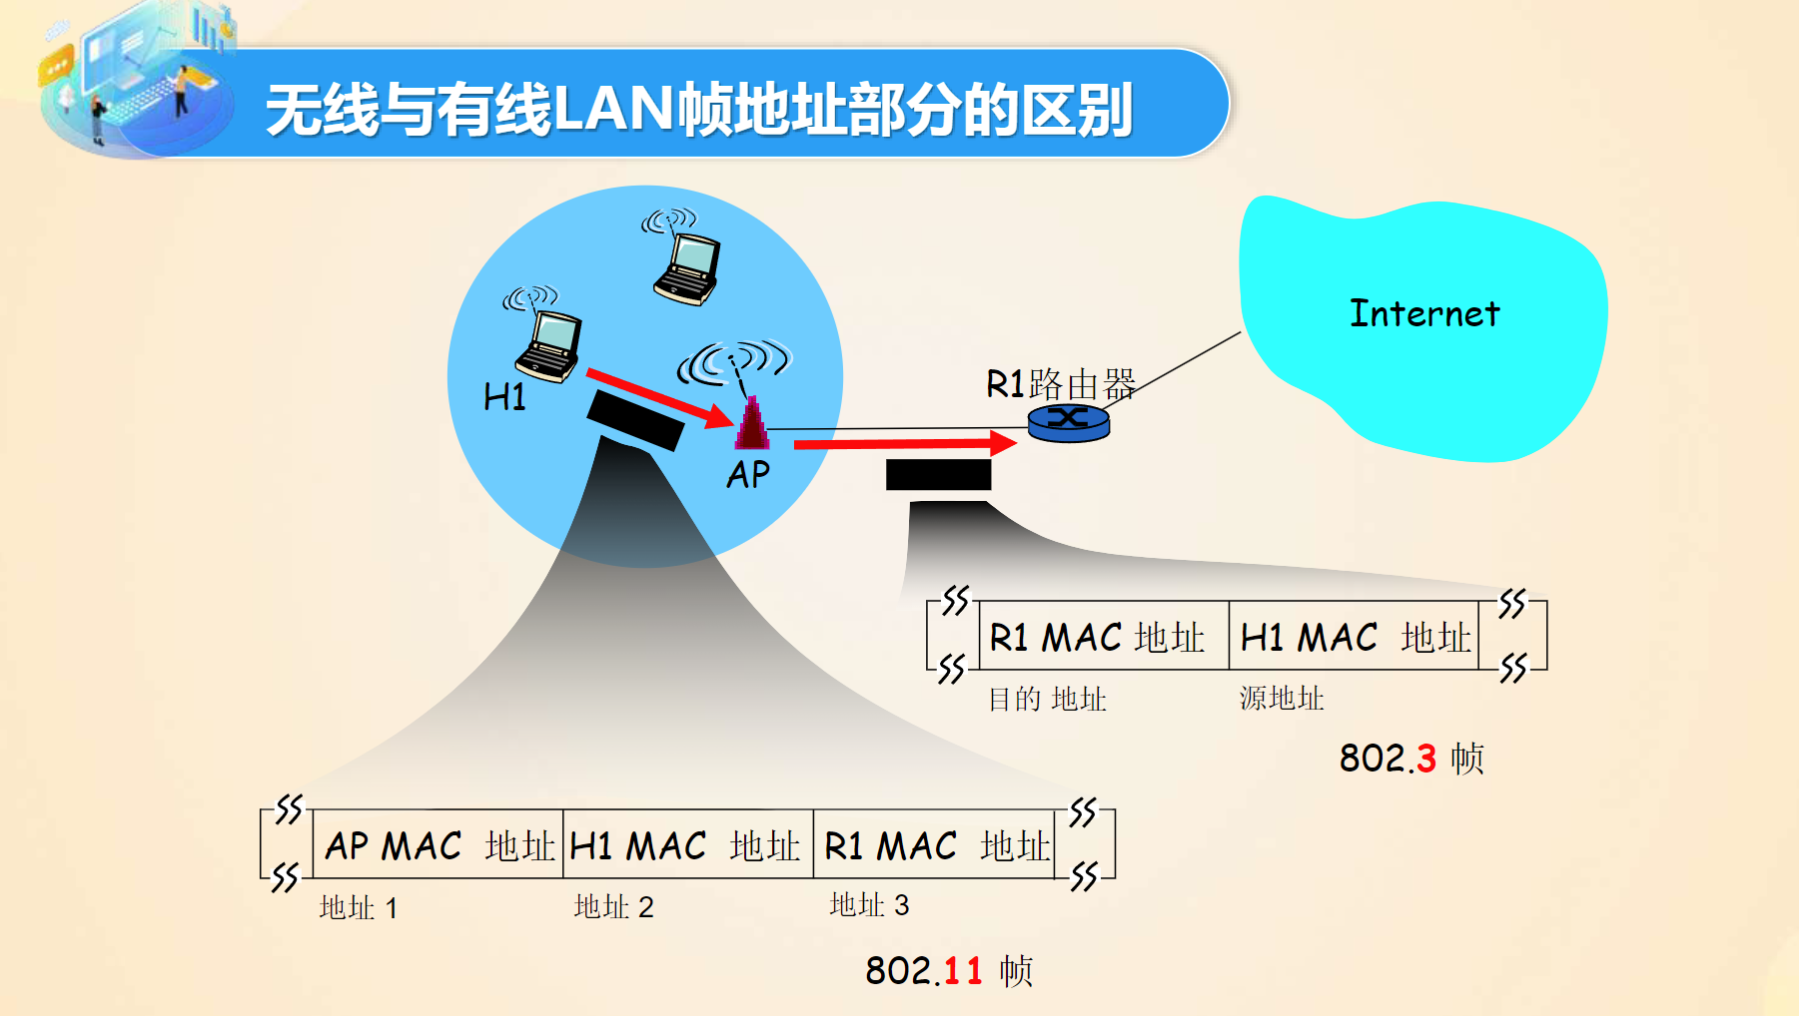 无线与有线LAN帧地址部分的区别
Internet
R1路由器
H1
AP
R1 MAC 地址 H1 MAC 地址
目的 地址 源地址
802.3 帧
AP MAC 地址 H1 MAC 地址 R1 MAC 地址
地址 1 地址 2 地址 3
802.11 帧